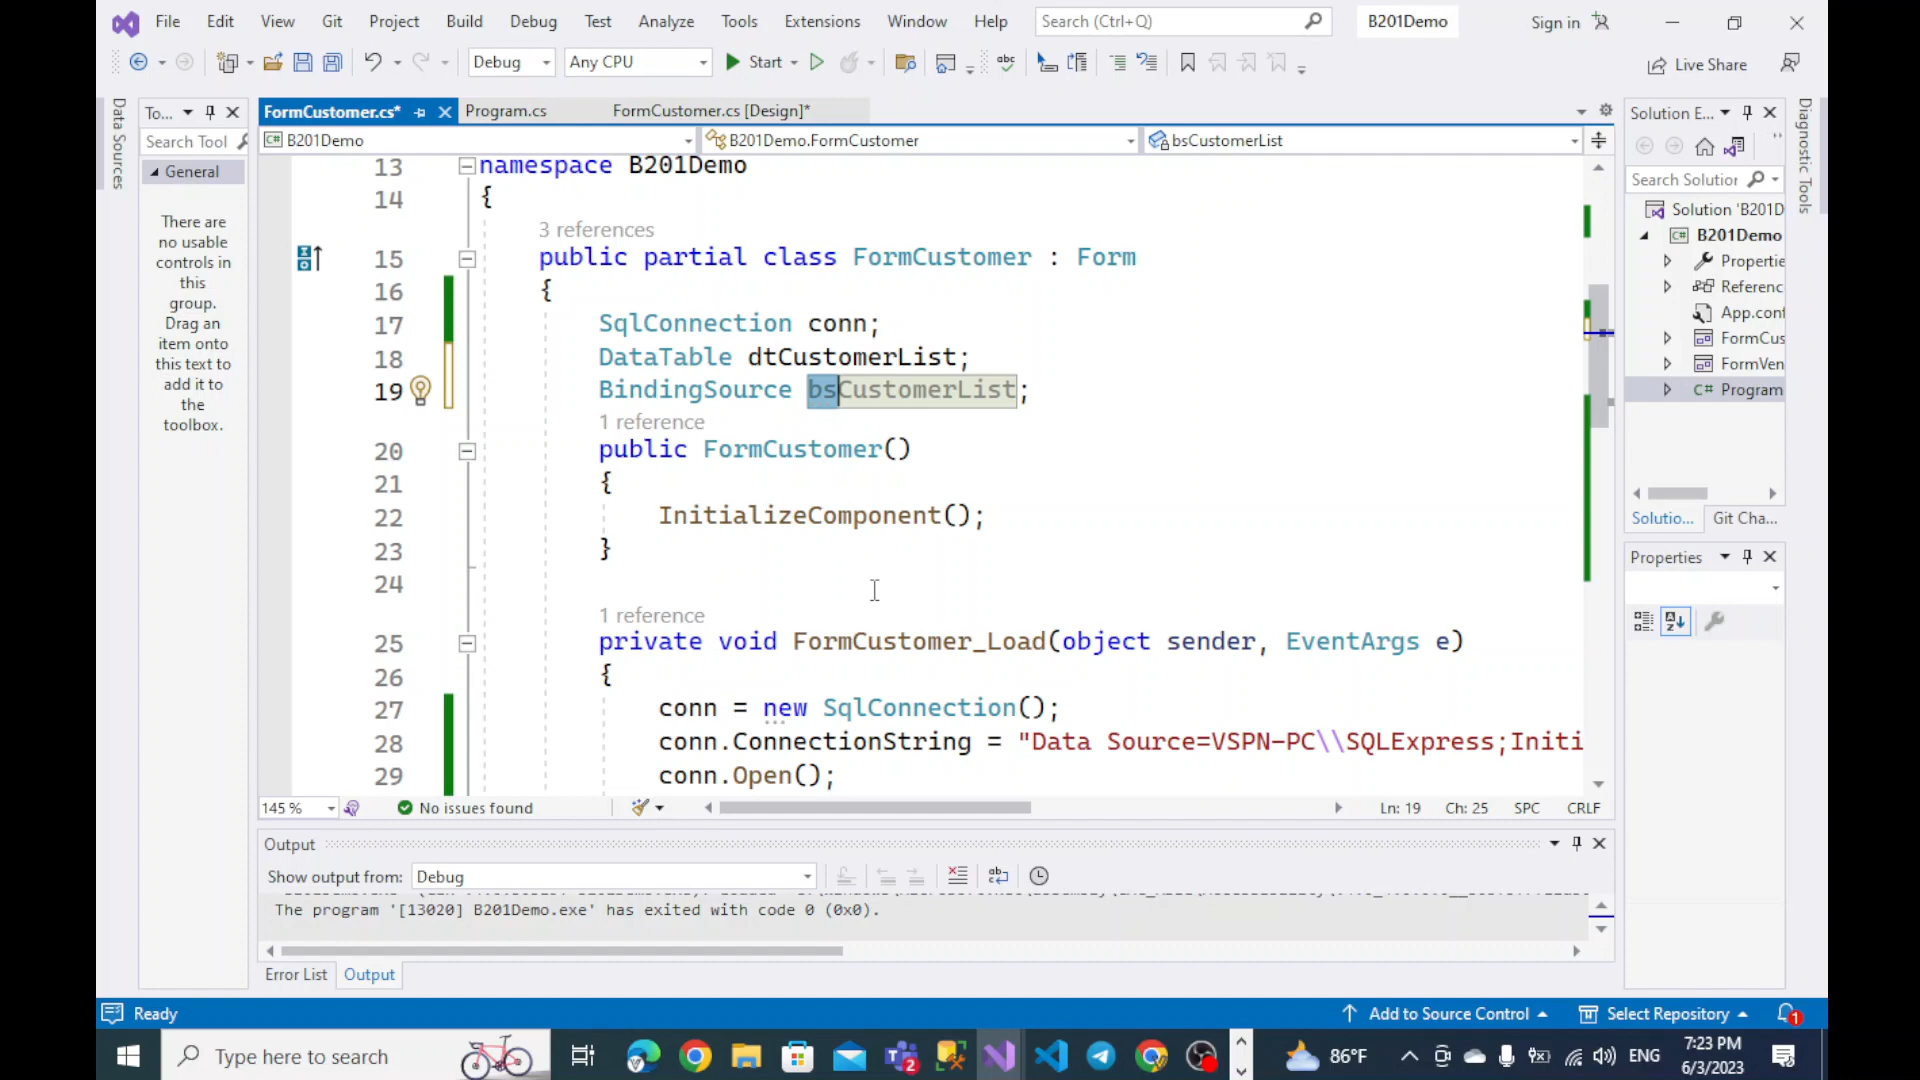 File Edit View Git Project Build Debug Test Analyze Tools Extensions Window Help Search (Ctrl+Q) B201Demo Sign in
Debug Any CPU Start Live Share
Data Sources
To...
Search Tool
General
There are
no usable
controls in
this
group.
Drag an
item onto
this text to
add it to
the
toolbox.
FormCustomer.cs* Program.cs FormCustomer.cs [Design]*
B201Demo B201Demo.FormCustomer bsCustomerList
13 namespace B201Demo
14 {
3 references
15 public partial class FormCustomer : Form
16 {
17 SqlConnection conn;
18 DataTable dtCustomerList;
19 BindingSource bsCustomerList;
1 reference
20 public FormCustomer()
21 {
22 InitializeComponent();
23 }
24
1 reference
25 private void FormCustomer_Load(object sender, EventArgs e)
26 {
27 conn = new SqlConnection();
28 conn.ConnectionString = "Data Source=VSPN-PC\\SQLExpress;Initi
29 conn.Open();
145 % No issues found Ln: 19 Ch: 25 SPC CRLF
Output
Show output from: Debug
The program '[13020] B201Demo.exe' has exited with code 0 (0x0).
Error List Output
Solution E...
Search Solution
Solution 'B201D
B201Demo
Propertie
Referenc
App.con
FormCus
FormVen
C# Program
Solutio... Git Cha...
Properties
Diagnostic Tools
Ready Add to Source Control Select Repository 1
Type here to search 2 86°F ENG 7:23 PM
6/3/2023